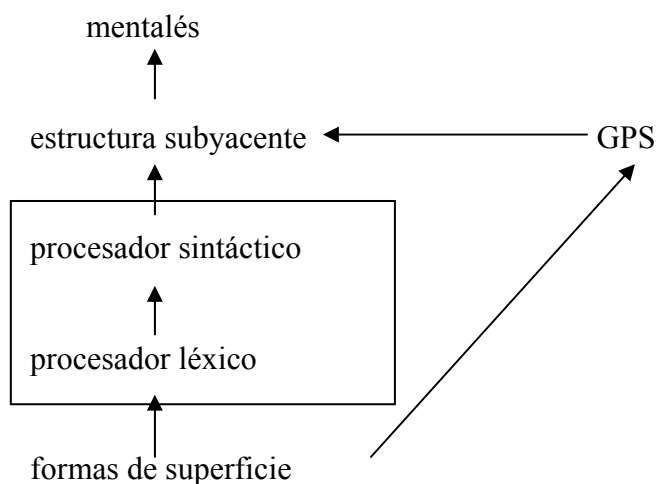 mentalés
estructura subyacente GPS
procesador sintáctico
procesador léxico
formas de superficie